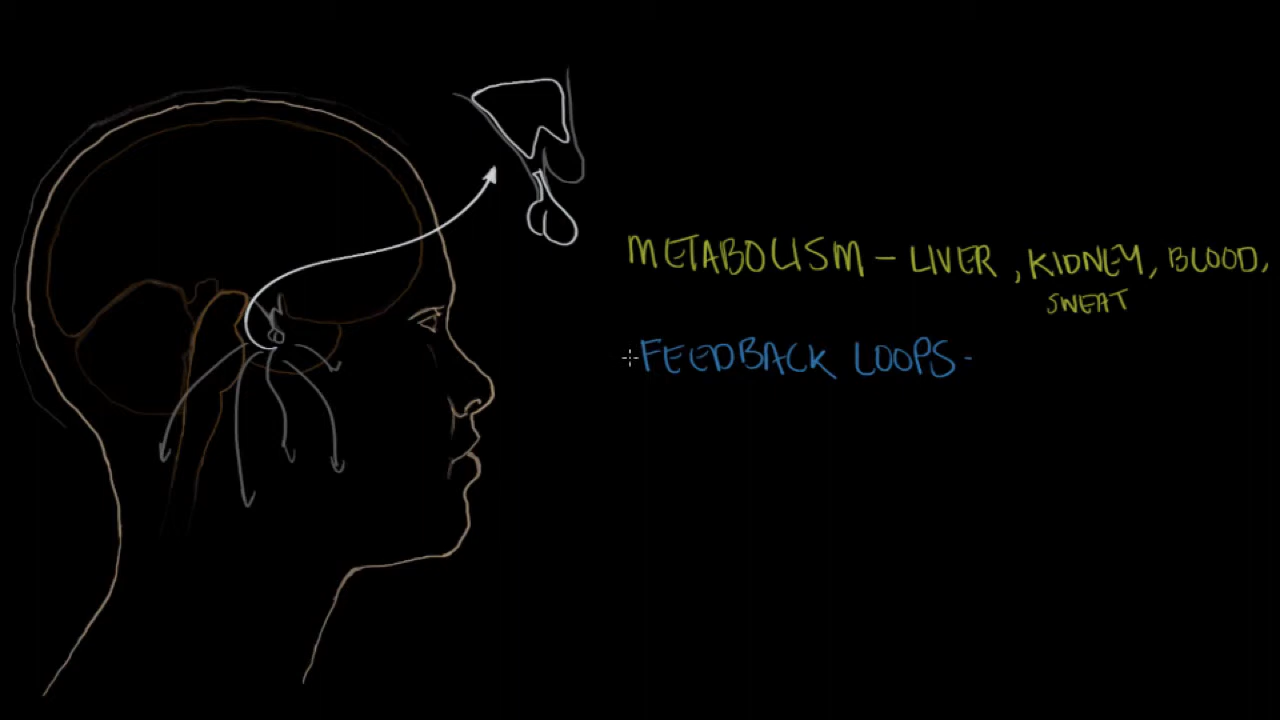 METABOLISM - LIVER, KIDNEY, BLOOD,
SWEAT
FEEDBACK LOOPS -